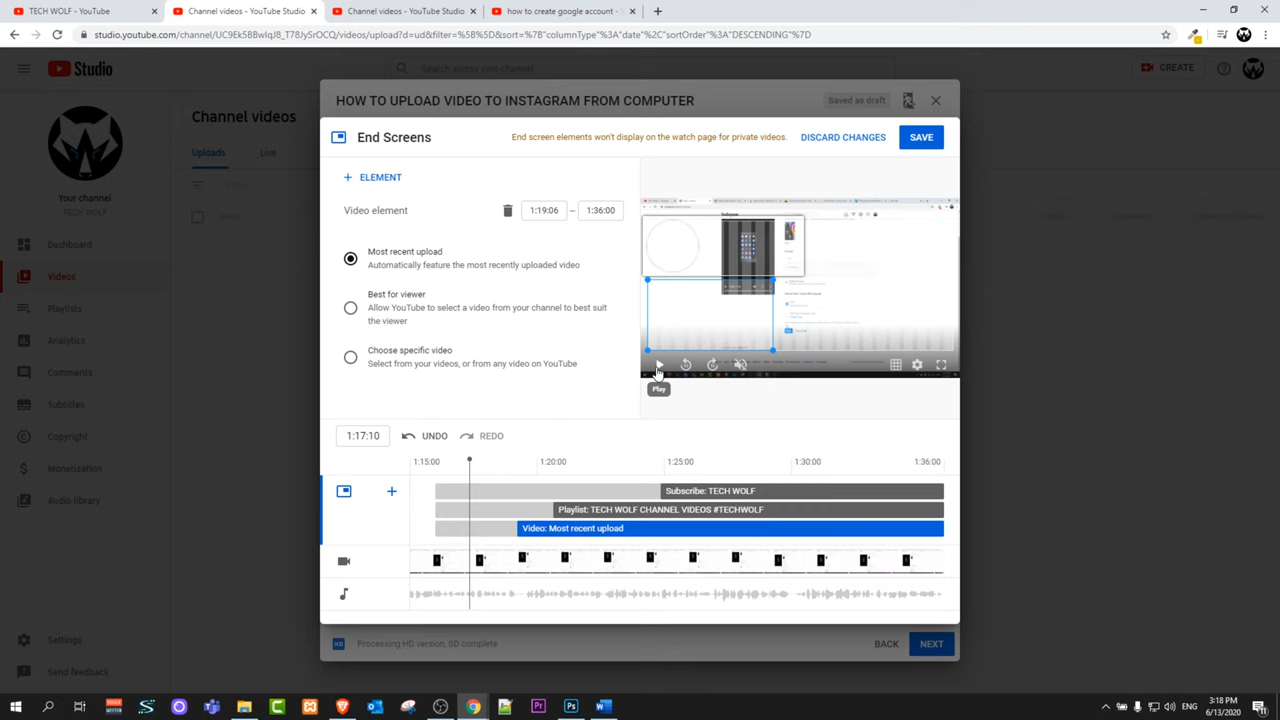 TECH WOLF - YouTube
Channel videos - YouTube Studio
Channel videos - YouTube Studio
how to create google account -
studio.youtube.com/channel/UC9Ek5BBwIqJ8_T78JySrOCQ/videos/upload?d=ud&filter=%5B%5D&sort=%7B"columnType"%3A"date"%2C"sortOrder"%3A"DESCENDING"%7D
Studio
Search across your channel
CREATE
HOW TO UPLOAD VIDEO TO INSTAGRAM FROM COMPUTER
Saved as draft
Channel videos
Uploads
Live
Filter
Your channel
TECH WOLF
Dashboard
Videos
Playlists
Analytics
Comments
Subtitles
Copyright
Monetization
Audio library
Settings
Send feedback
End Screens
End screen elements won't display on the watch page for private videos.
DISCARD CHANGES
SAVE
+ ELEMENT
Video element
1:19:06 – 1:36:00
Most recent upload
Automatically feature the most recently uploaded video
Best for viewer
Allow YouTube to select a video from your channel to best suit
the viewer
Choose specific video
Select from your videos, or from any video on YouTube
Play
1:17:10
UNDO
REDO
1:15:00
1:20:00
1:25:00
1:30:00
1:36:00
Subscribe: TECH WOLF
Playlist: TECH WOLF CHANNEL VIDEOS #TECHWOLF
Video: Most recent upload
HD
Processing HD version, SD complete
BACK
NEXT
ENG
3:18 PM
6/13/2020